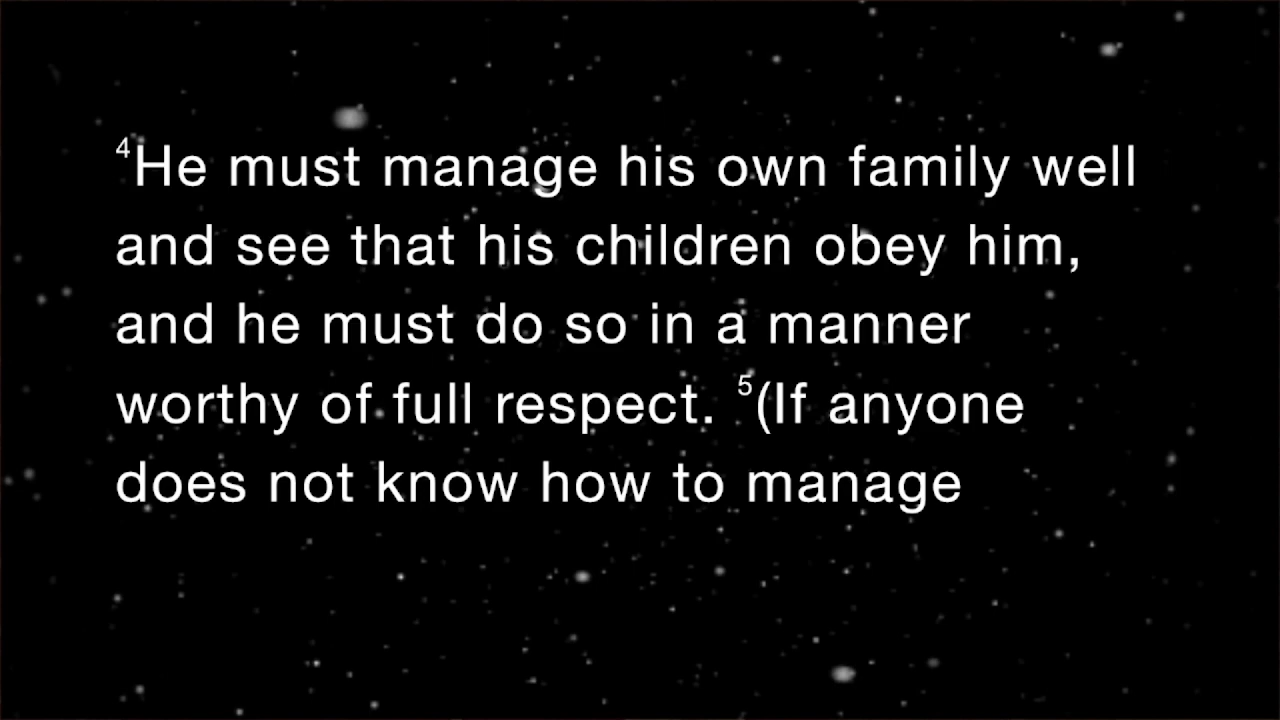 ⁴He must manage his own family well
and see that his children obey him,
and he must do so in a manner
worthy of full respect. ⁵(If anyone
does not know how to manage